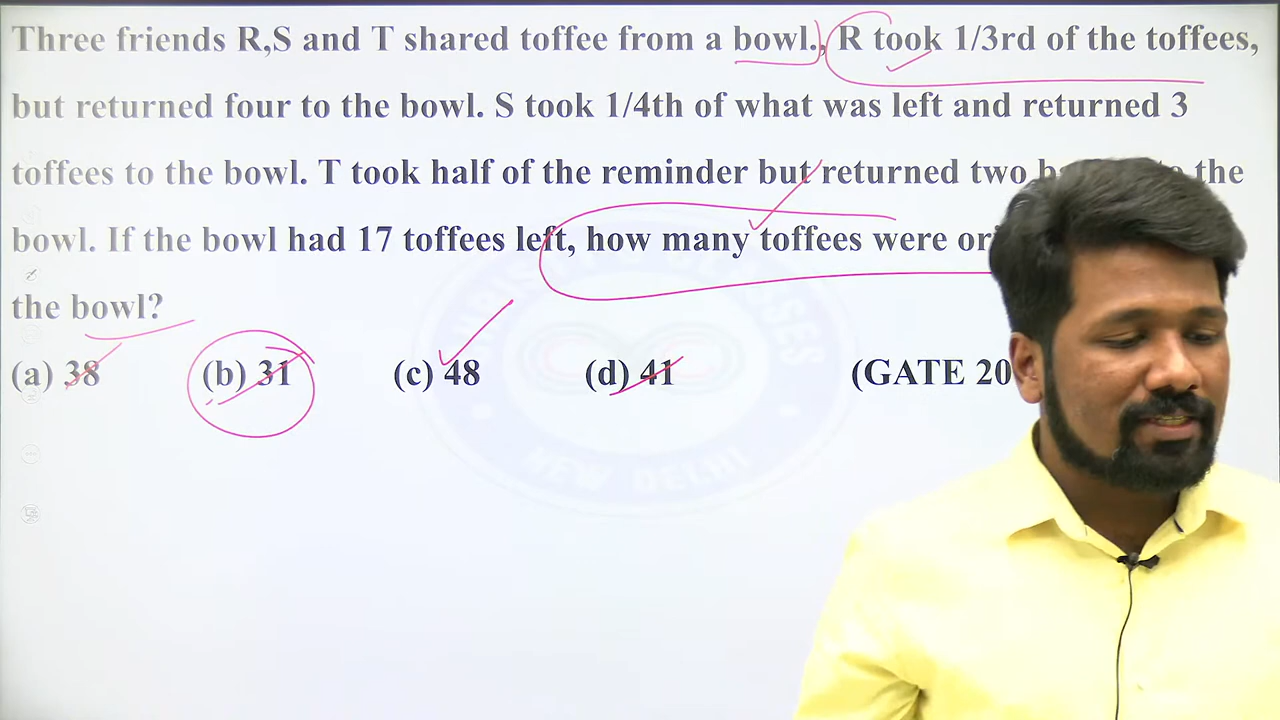 Three friends R,S and T shared toffee from a bowl., R took 1/3rd of the toffees,
but returned four to the bowl. S took 1/4th of what was left and returned 3
toffees to the bowl. T took half of the reminder but returned two the
bowl. If the bowl had 17 toffees left, how many toffees were
the bowl?
(a) 38 (b) 31 (c) 48 (d) 41 (GATE 20
NEW DELHI